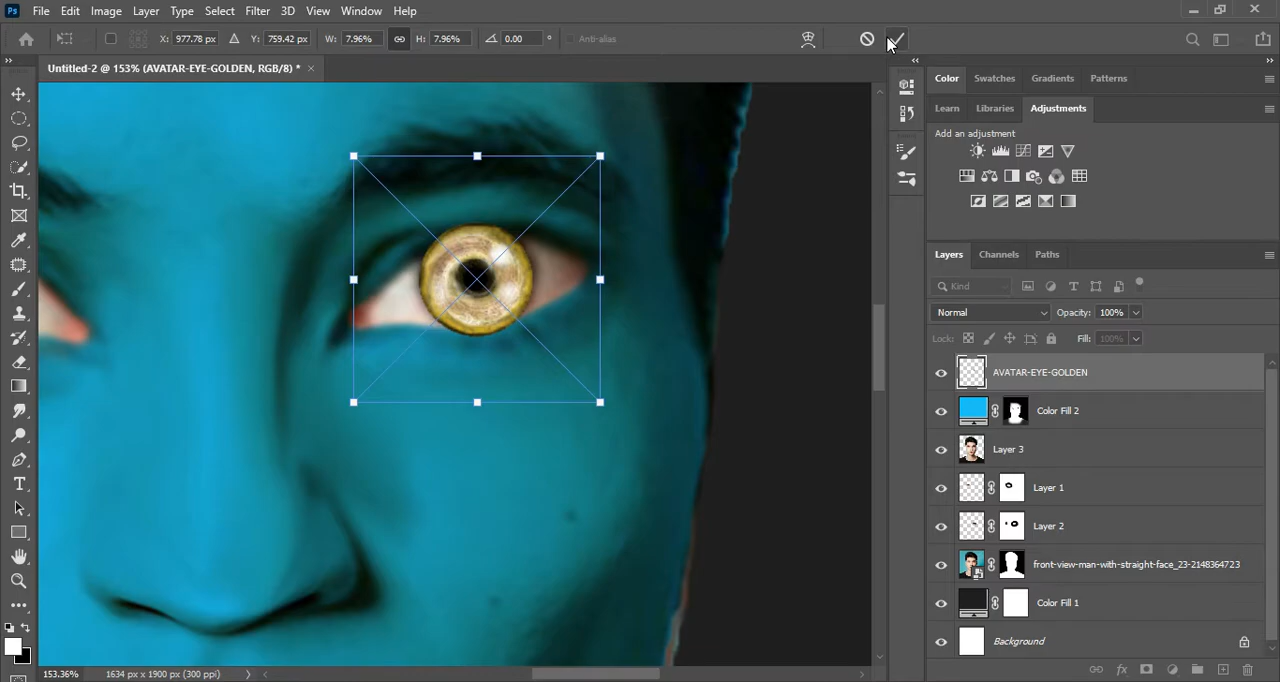 Ps File Edit Image Layer Type Select Filter 3D View Window Help
X: 977.78 px Y: 759.42 px W: 7.96% H: 7.96% 0.00 ° Anti-alias
Untitled-2 @ 153% (AVATAR-EYE-GOLDEN, RGB/8) * ×
Color Swatches Gradients Patterns
Learn Libraries Adjustments
Add an adjustment
Layers Channels Paths
Kind
Normal Opacity: 100%
Lock: Fill: 100%
AVATAR-EYE-GOLDEN
Color Fill 2
Layer 3
Layer 1
Layer 2
front-view-man-with-straight-face_23-2148364723
Color Fill 1
Background
153.36% 1634 px x 1900 px (300 ppi)